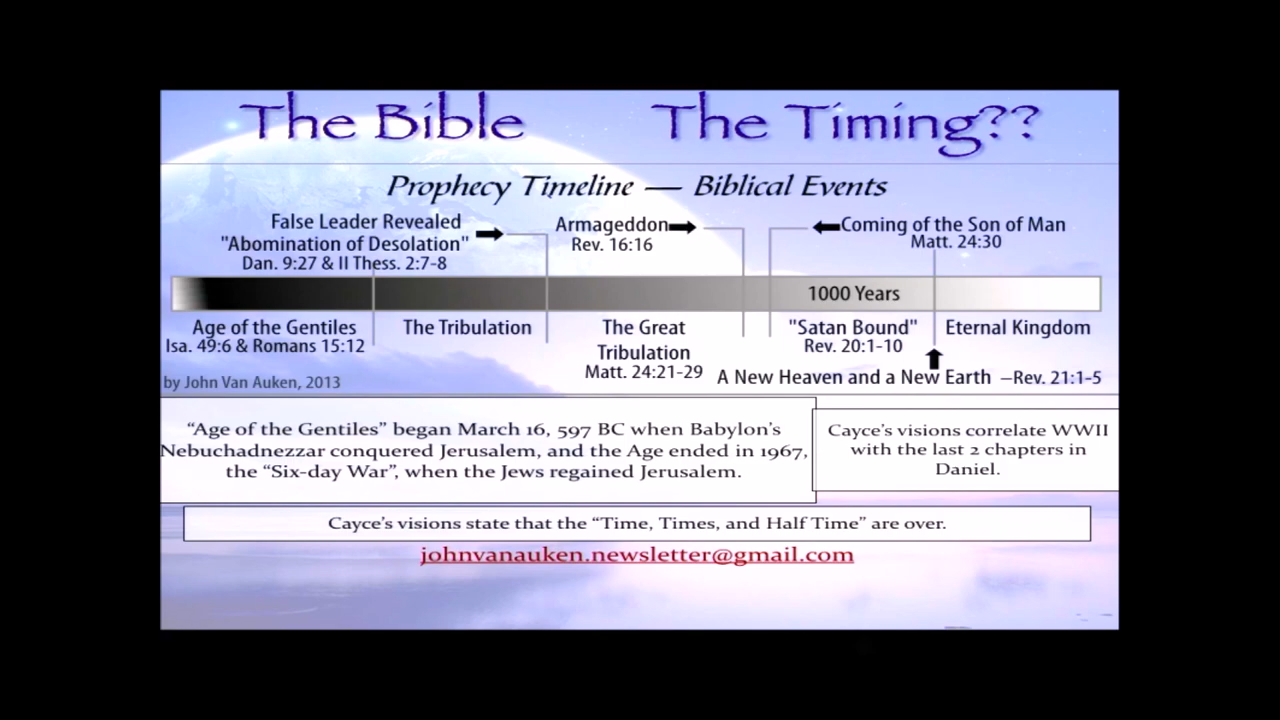 The Bible The Timing??
Prophecy Timeline — Biblical Events
False Leader Revealed
"Abomination of Desolation"
Dan. 9:27 & II Thess. 2:7-8
Armageddon
Rev. 16:16
Coming of the Son of Man
Matt. 24:30
1000 Years
Age of the Gentiles
Isa. 49:6 & Romans 15:12
The Tribulation
The Great
Tribulation
Matt. 24:21-29
"Satan Bound"
Rev. 20:1-10
Eternal Kingdom
A New Heaven and a New Earth –Rev. 21:1-5
by John Van Auken, 2013
“Age of the Gentiles” began March 16, 597 BC when Babylon’s
Nebuchadnezzar conquered Jerusalem, and the Age ended in 1967,
the “Six-day War”, when the Jews regained Jerusalem.
Cayce’s visions correlate WWII
with the last 2 chapters in
Daniel.
Cayce’s visions state that the “Time, Times, and Half Time” are over.
johnvanauken.newsletter@gmail.com